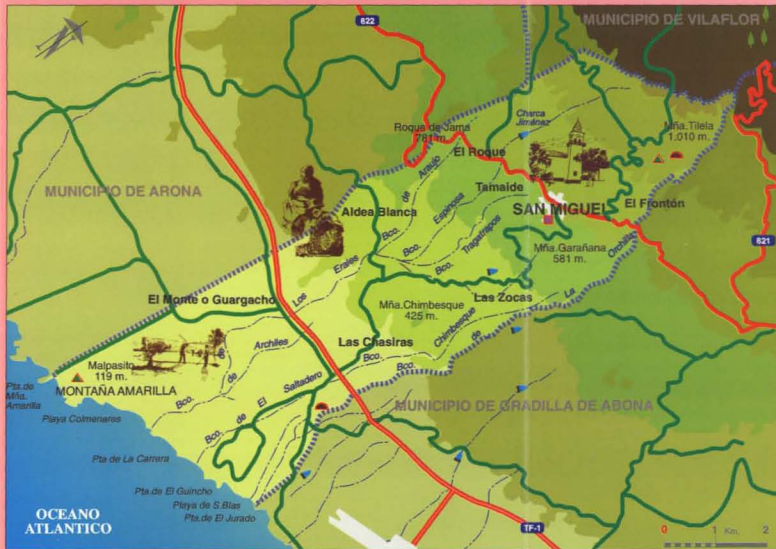 MUNICIPIO DE VILAFLOR
822
Charca
Jiménez
Roque de Jama
781 m.
Mña. Tilela
1.010 m.
El Roque
MUNICIPIO DE ARONA
Bco. de Araujo
Tamaide
Aldea Blanca
Bco. Espinosa
SAN MIGUEL
El Frontón
Bco. Tragatrapos
821
Mña. Garañana
581 m.
Bco. de La Orchilla
El Monte o Guargacho
Bco. de Los Erales
Mña. Chimbesque
425 m.
Las Zocas
Bco. Chimbesque
Archiles
Las Chasiras
Malpasito
119 m.
MONTAÑA AMARILLA
Pta. de
Mña.
Amarilla
Bco. de El Saltadero
MUNICIPIO DE GRADILLA DE ABONA
Playa Colmenares
Pta de La Carrera
Pta. de El Guincho
Playa de S. Blas
Pta. de El Jurado
OCEANO
ATLANTICO
TF-1
0 1 Km. 2